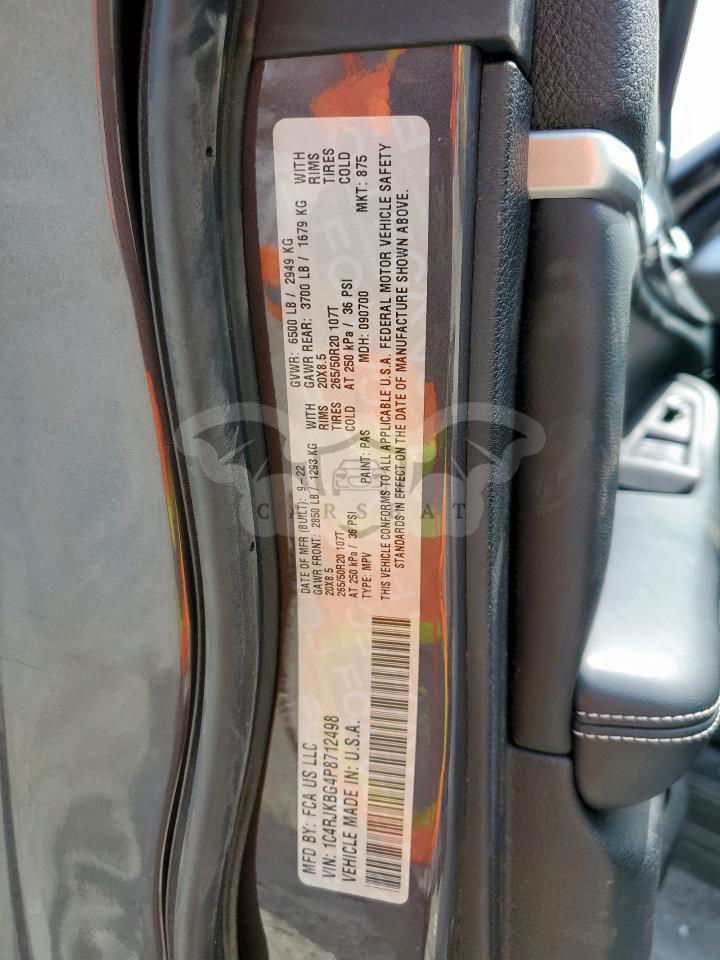 MFD BY: FCA US LLC
DATE OF MFR (BUILT): 9-22
GVWR: 6500 LB / 2949 KG
WITH
RIMS
TIRES
COLD
VIN: 1C4RJKBG4P8712498
GAWR FRONT: 2850 LB / 1293 KG
WITH
RIMS
TIRES
COLD
GAWR REAR: 3700 LB / 1679 KG
VEHICLE MADE IN: U.S.A.
20X8.5
20X8.5
265/50R20 107T
265/50R20 107T
AT 250 kPa / 36 PSI
AT 250 kPa / 36 PSI
TYPE: MPV
PAINT: PAS
MDH: 090700
MKT: 875
THIS VEHICLE CONFORMS TO ALL APPLICABLE U.S.A. FEDERAL MOTOR VEHICLE SAFETY
STANDARDS IN EFFECT ON THE DATE OF MANUFACTURE SHOWN ABOVE.